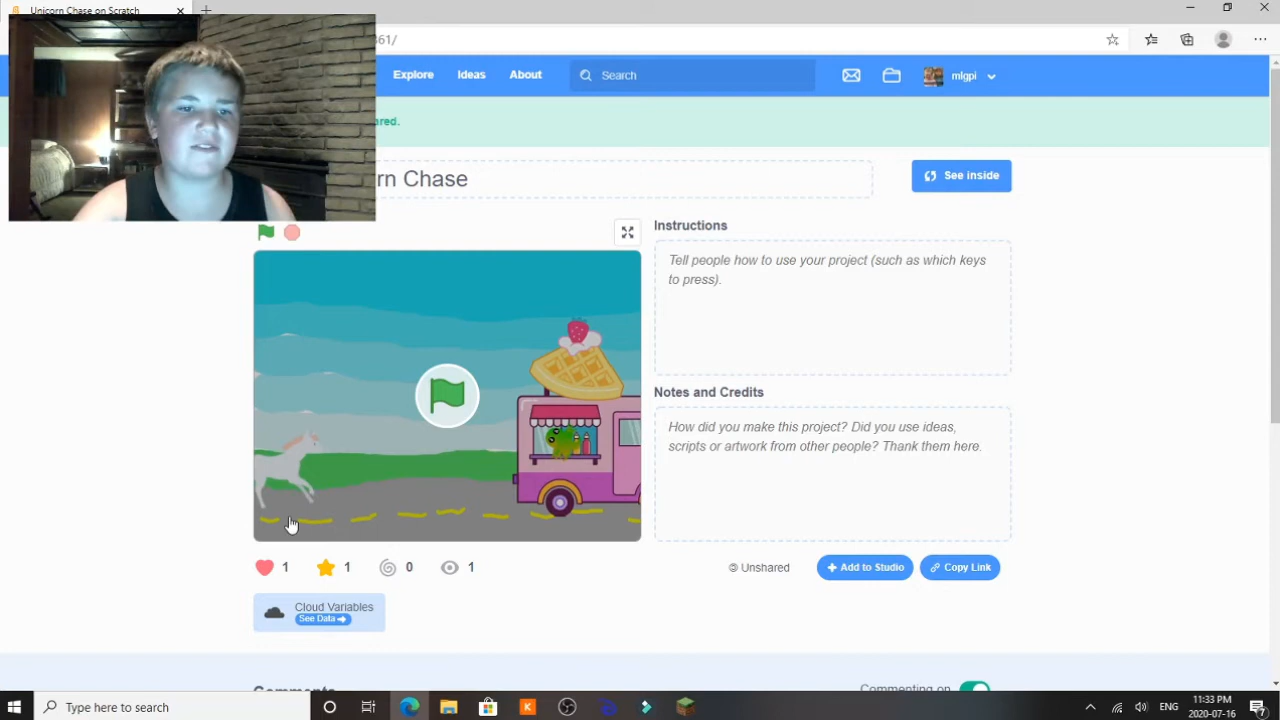 Unicorn Chase on Scratch
361/
Explore Ideas About Search mlgpi
red.
rn Chase
See inside
Instructions
Tell people how to use your project (such as which keys
to press).
Notes and Credits
How did you make this project? Did you use ideas,
scripts or artwork from other people? Thank them here.
1 1 0 1
Unshared
Add to Studio
Copy Link
Cloud Variables
See Data
Comments
Commenting on
Type here to search
ENG
11:33 PM
2020-07-16
7